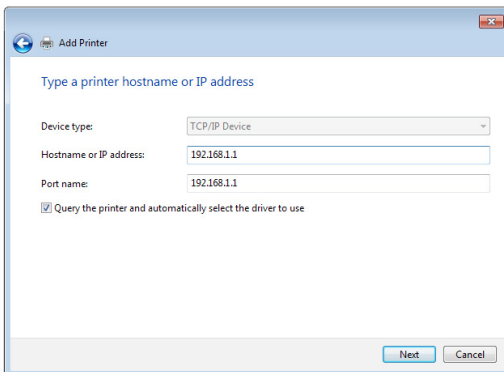 Add Printer
Type a printer hostname or IP address
Device type: TCP/IP Device
Hostname or IP address: 192.168.1.1
Port name: 192.168.1.1
Query the printer and automatically select the driver to use
Next Cancel